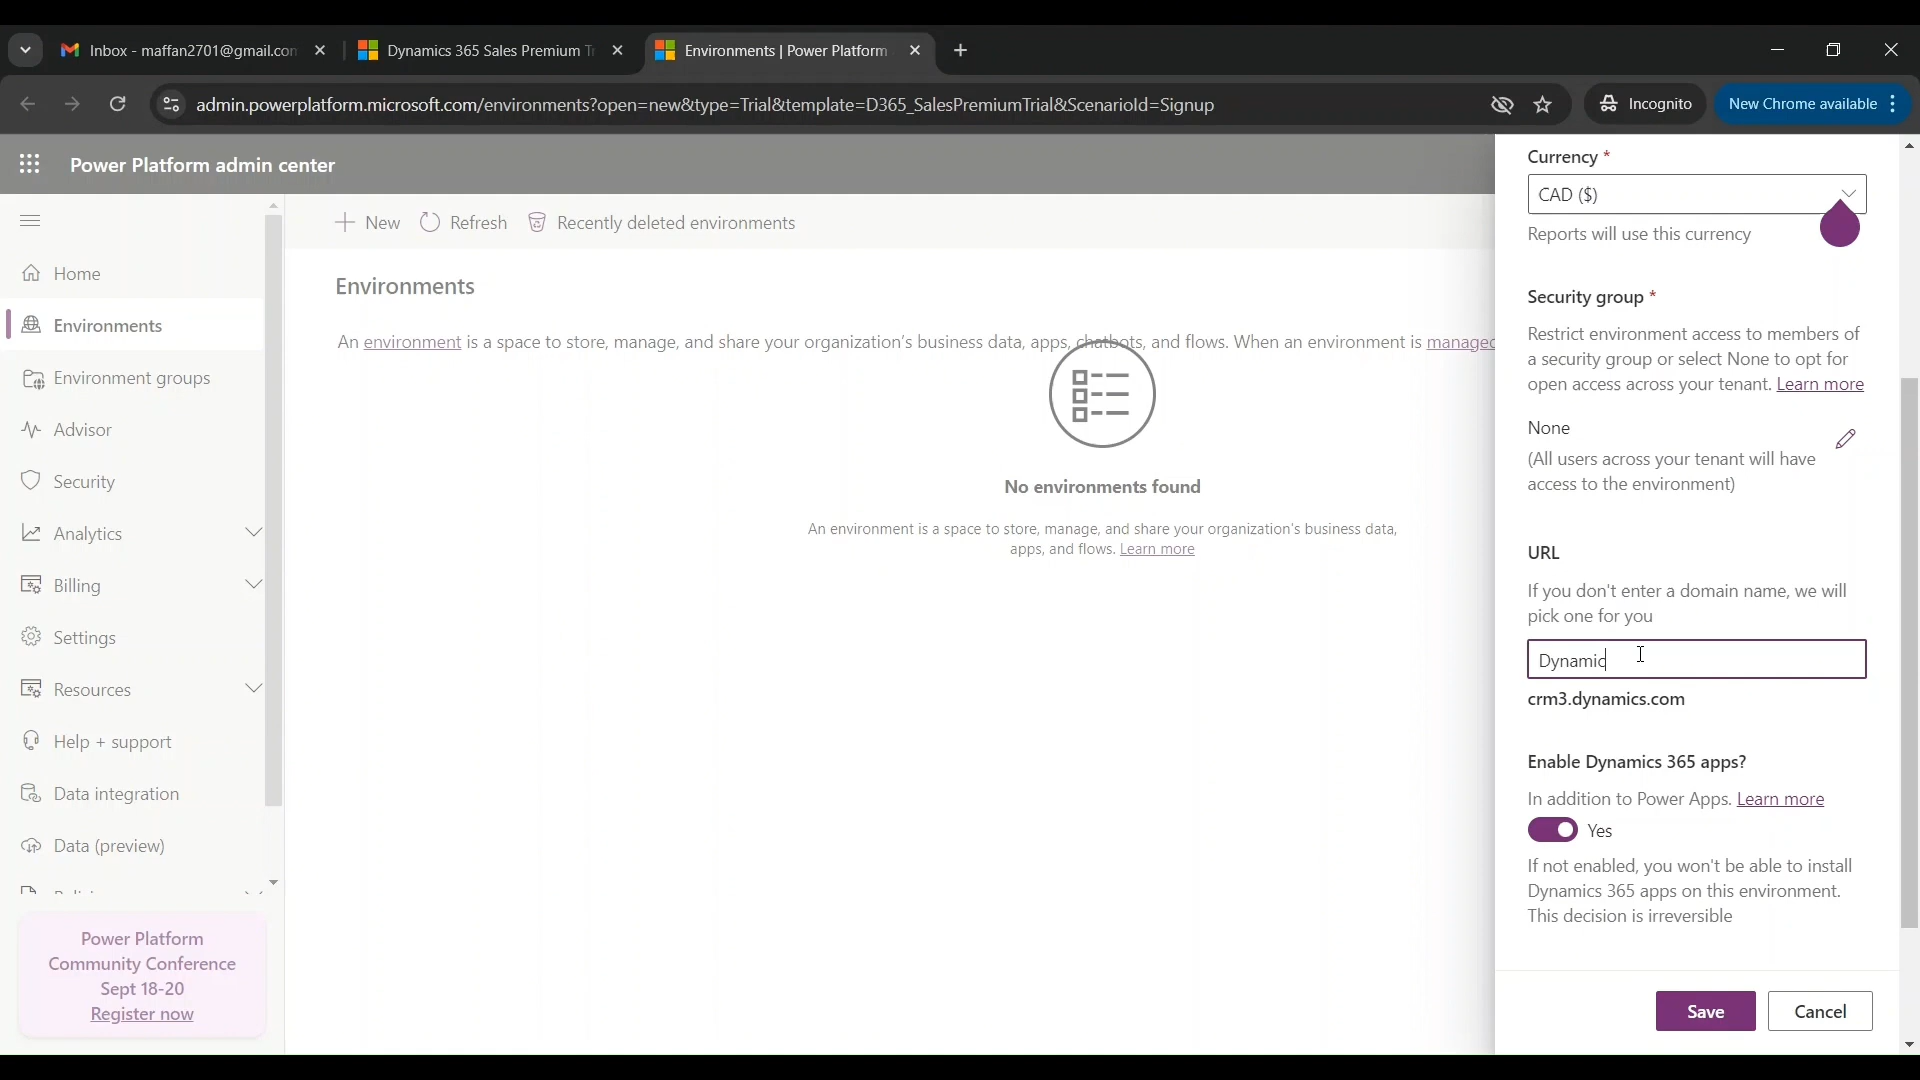 Inbox - maffan2701@gmail.con
Dynamics 365 Sales Premium Tr
Environments | Power Platform
admin.powerplatform.microsoft.com/environments?open=new&type=Trial&template=D365_SalesPremiumTrial&ScenarioId=Signup
Incognito
New Chrome available
Power Platform admin center
Home
Environments
Environment groups
Advisor
Security
Analytics
Billing
Settings
Resources
Help + support
Data integration
Data (preview)
Power Platform
Community Conference
Sept 18-20
Register now
New
Refresh
Recently deleted environments
Environments
An environment is a space to store, manage, and share your organization's business data, apps, chatbots, and flows. When an environment is managed
No environments found
An environment is a space to store, manage, and share your organization's business data,
apps, and flows. Learn more
Currency *
CAD ($)
Reports will use this currency
Security group *
Restrict environment access to members of
a security group or select None to opt for
open access across your tenant. Learn more
None
(All users across your tenant will have
access to the environment)
URL
If you don't enter a domain name, we will
pick one for you
Dynamic
crm3.dynamics.com
Enable Dynamics 365 apps?
In addition to Power Apps. Learn more
Yes
If not enabled, you won't be able to install
Dynamics 365 apps on this environment.
This decision is irreversible
Save
Cancel